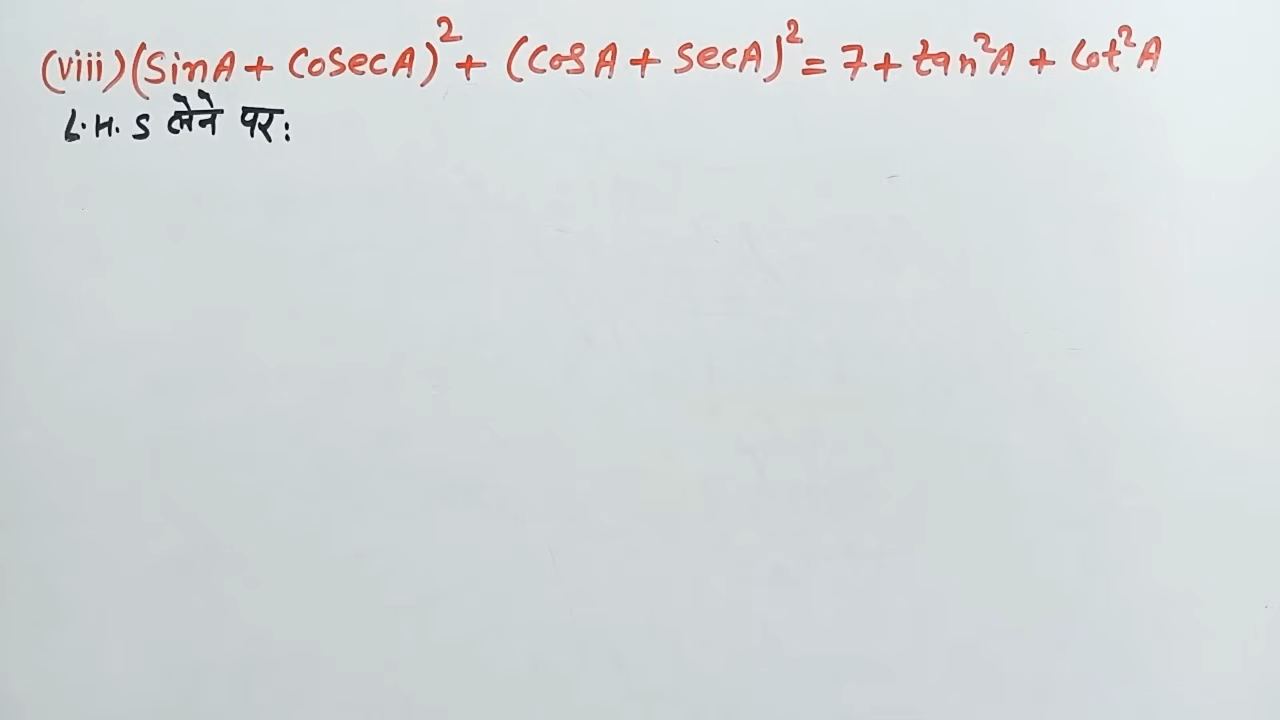 (viii) (sinA + CosecA)² + (CosA + secA)² = 7 + tan²A + Cot²A
L.H.S लेने पर: